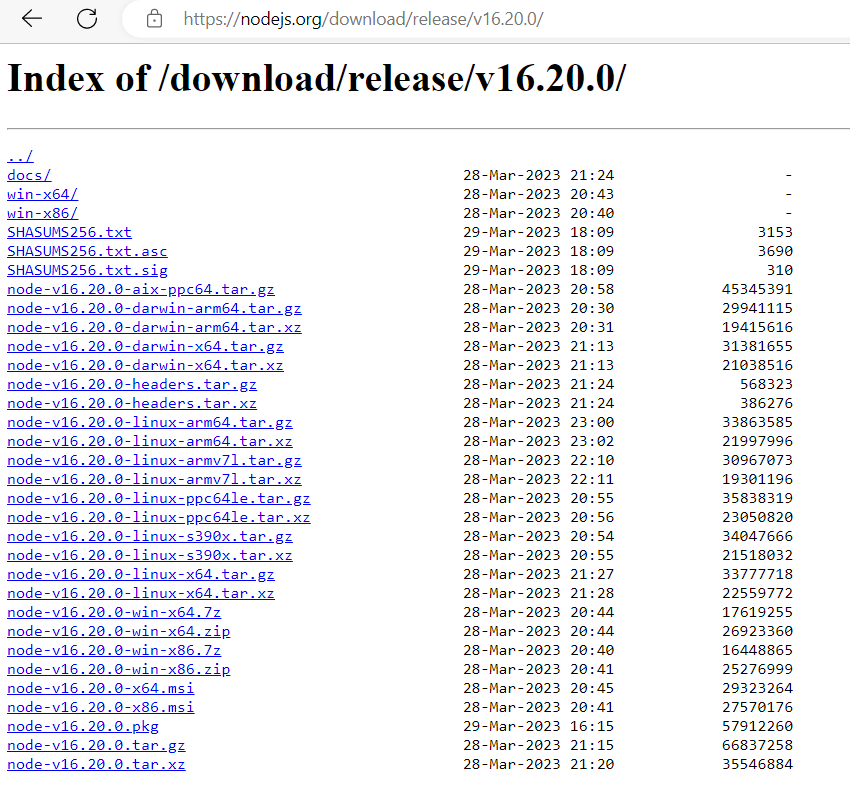 https://nodejs.org/download/release/v16.20.0/
Index of /download/release/v16.20.0/
../
docs/ 28-Mar-2023 21:24 -
win-x64/ 28-Mar-2023 20:43 -
win-x86/ 28-Mar-2023 20:40 -
SHASUMS256.txt 29-Mar-2023 18:09 3153
SHASUMS256.txt.asc 29-Mar-2023 18:09 3690
SHASUMS256.txt.sig 29-Mar-2023 18:09 310
node-v16.20.0-aix-ppc64.tar.gz 28-Mar-2023 20:58 45345391
node-v16.20.0-darwin-arm64.tar.gz 28-Mar-2023 20:30 29941115
node-v16.20.0-darwin-arm64.tar.xz 28-Mar-2023 20:31 19415616
node-v16.20.0-darwin-x64.tar.gz 28-Mar-2023 21:13 31381655
node-v16.20.0-darwin-x64.tar.xz 28-Mar-2023 21:13 21038516
node-v16.20.0-headers.tar.gz 28-Mar-2023 21:24 568323
node-v16.20.0-headers.tar.xz 28-Mar-2023 21:24 386276
node-v16.20.0-linux-arm64.tar.gz 28-Mar-2023 23:00 33863585
node-v16.20.0-linux-arm64.tar.xz 28-Mar-2023 23:02 21997996
node-v16.20.0-linux-armv7l.tar.gz 28-Mar-2023 22:10 30967073
node-v16.20.0-linux-armv7l.tar.xz 28-Mar-2023 22:11 19301196
node-v16.20.0-linux-ppc64le.tar.gz 28-Mar-2023 20:55 35838319
node-v16.20.0-linux-ppc64le.tar.xz 28-Mar-2023 20:56 23050820
node-v16.20.0-linux-s390x.tar.gz 28-Mar-2023 20:54 34047666
node-v16.20.0-linux-s390x.tar.xz 28-Mar-2023 20:55 21518032
node-v16.20.0-linux-x64.tar.gz 28-Mar-2023 21:27 33777718
node-v16.20.0-linux-x64.tar.xz 28-Mar-2023 21:28 22559772
node-v16.20.0-win-x64.7z 28-Mar-2023 20:44 17619255
node-v16.20.0-win-x64.zip 28-Mar-2023 20:44 26923360
node-v16.20.0-win-x86.7z 28-Mar-2023 20:40 16448865
node-v16.20.0-win-x86.zip 28-Mar-2023 20:41 25276999
node-v16.20.0-x64.msi 28-Mar-2023 20:45 29323264
node-v16.20.0-x86.msi 28-Mar-2023 20:41 27570176
node-v16.20.0.pkg 29-Mar-2023 16:15 57912260
node-v16.20.0.tar.gz 28-Mar-2023 21:15 66837258
node-v16.20.0.tar.xz 28-Mar-2023 21:20 35546884